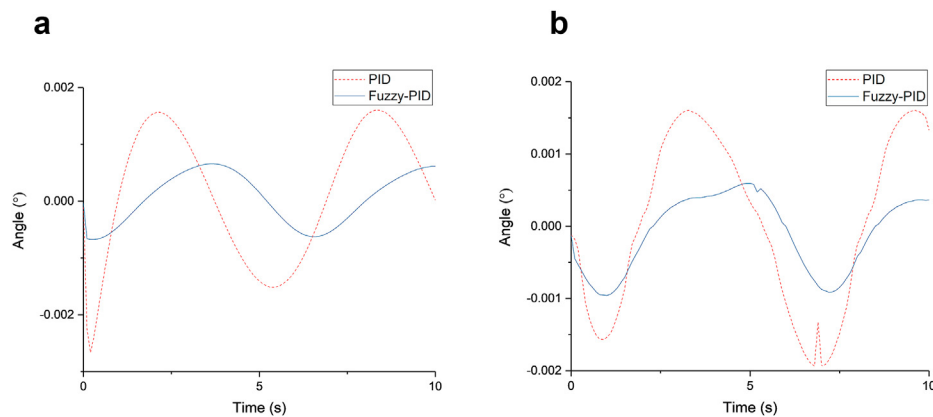 a
PID
Fuzzy-PID
0.002
0.000
-0.002
Angle (°)
0
5
10
Time (s)
b
PID
Fuzzy-PID
0.002
0.001
0.000
-0.001
-0.002
Angle (°)
0
5
10
Time (s)